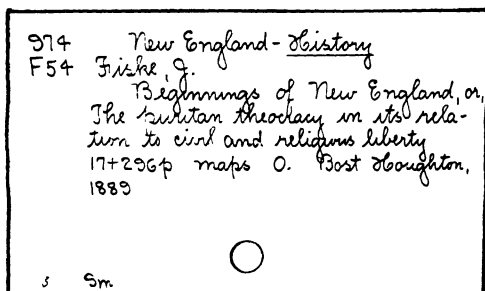 974 New England - History
F54 Fiske, J.
Beginnings of New England, or,
The puritan theocracy in its rela-
tion to civil and religious liberty
17+296p maps O. Bost Houghton,
1889
s Sm